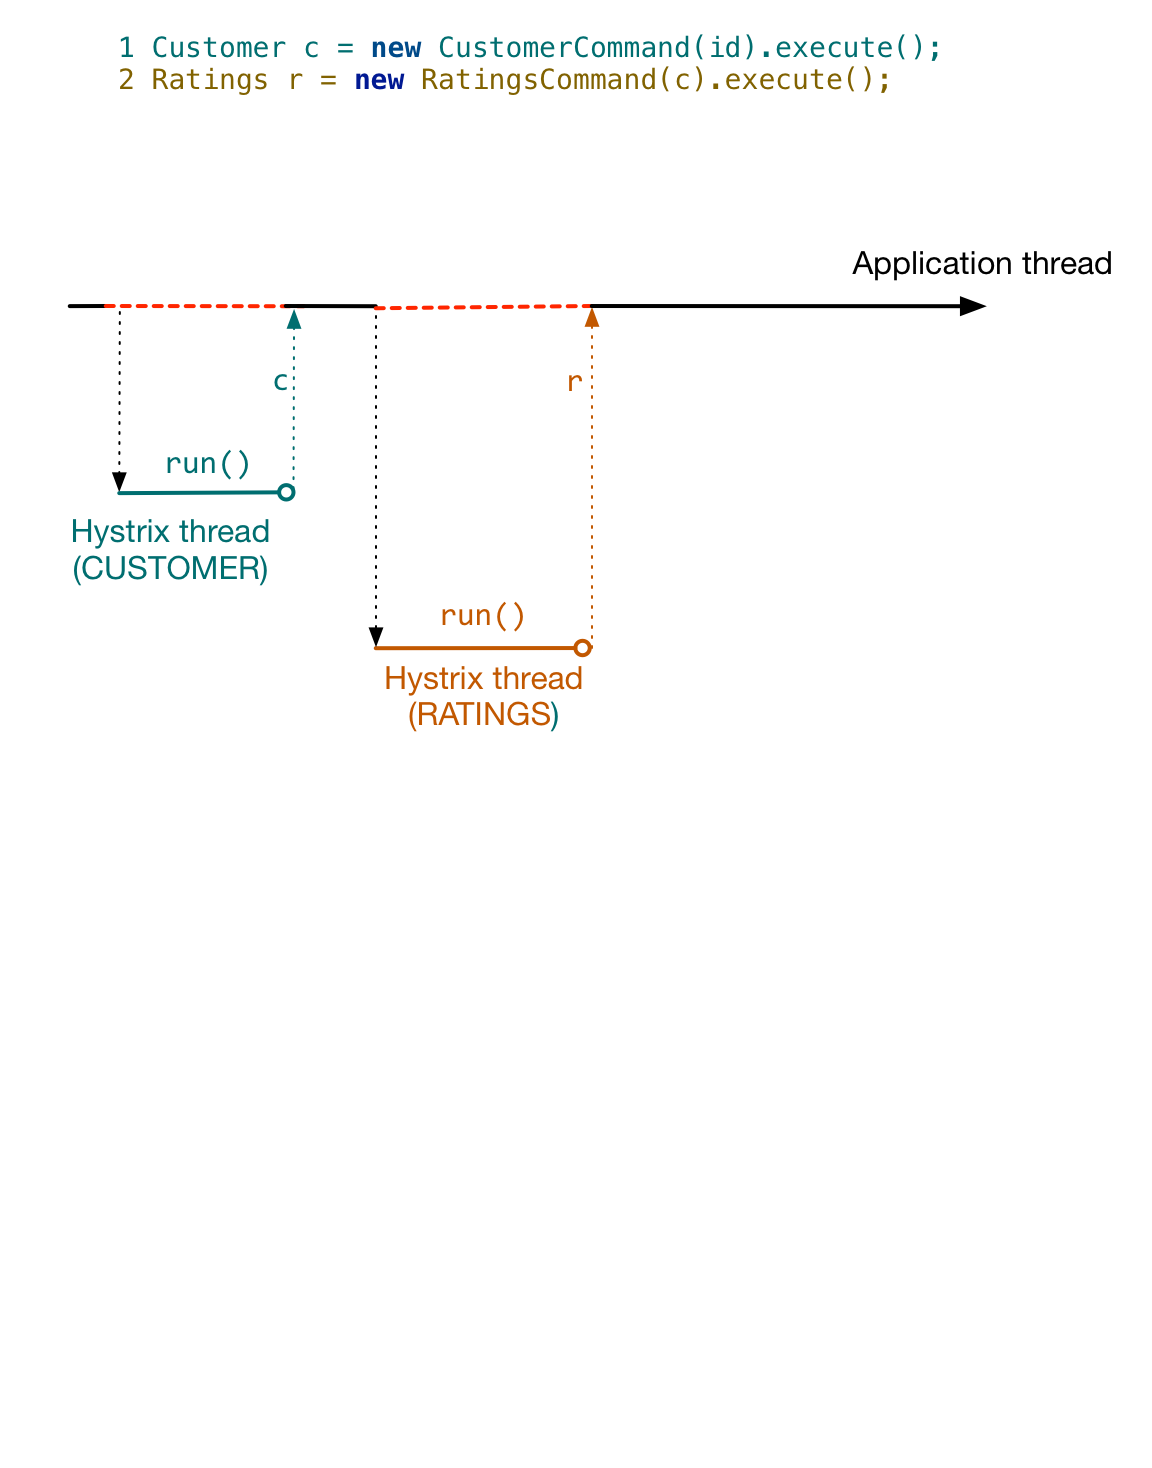 1 Customer c = new CustomerCommand(id).execute();
2 Ratings r = new RatingsCommand(c).execute();
Application thread
c
r
run()
Hystrix thread
(CUSTOMER)
run()
Hystrix thread
(RATINGS)